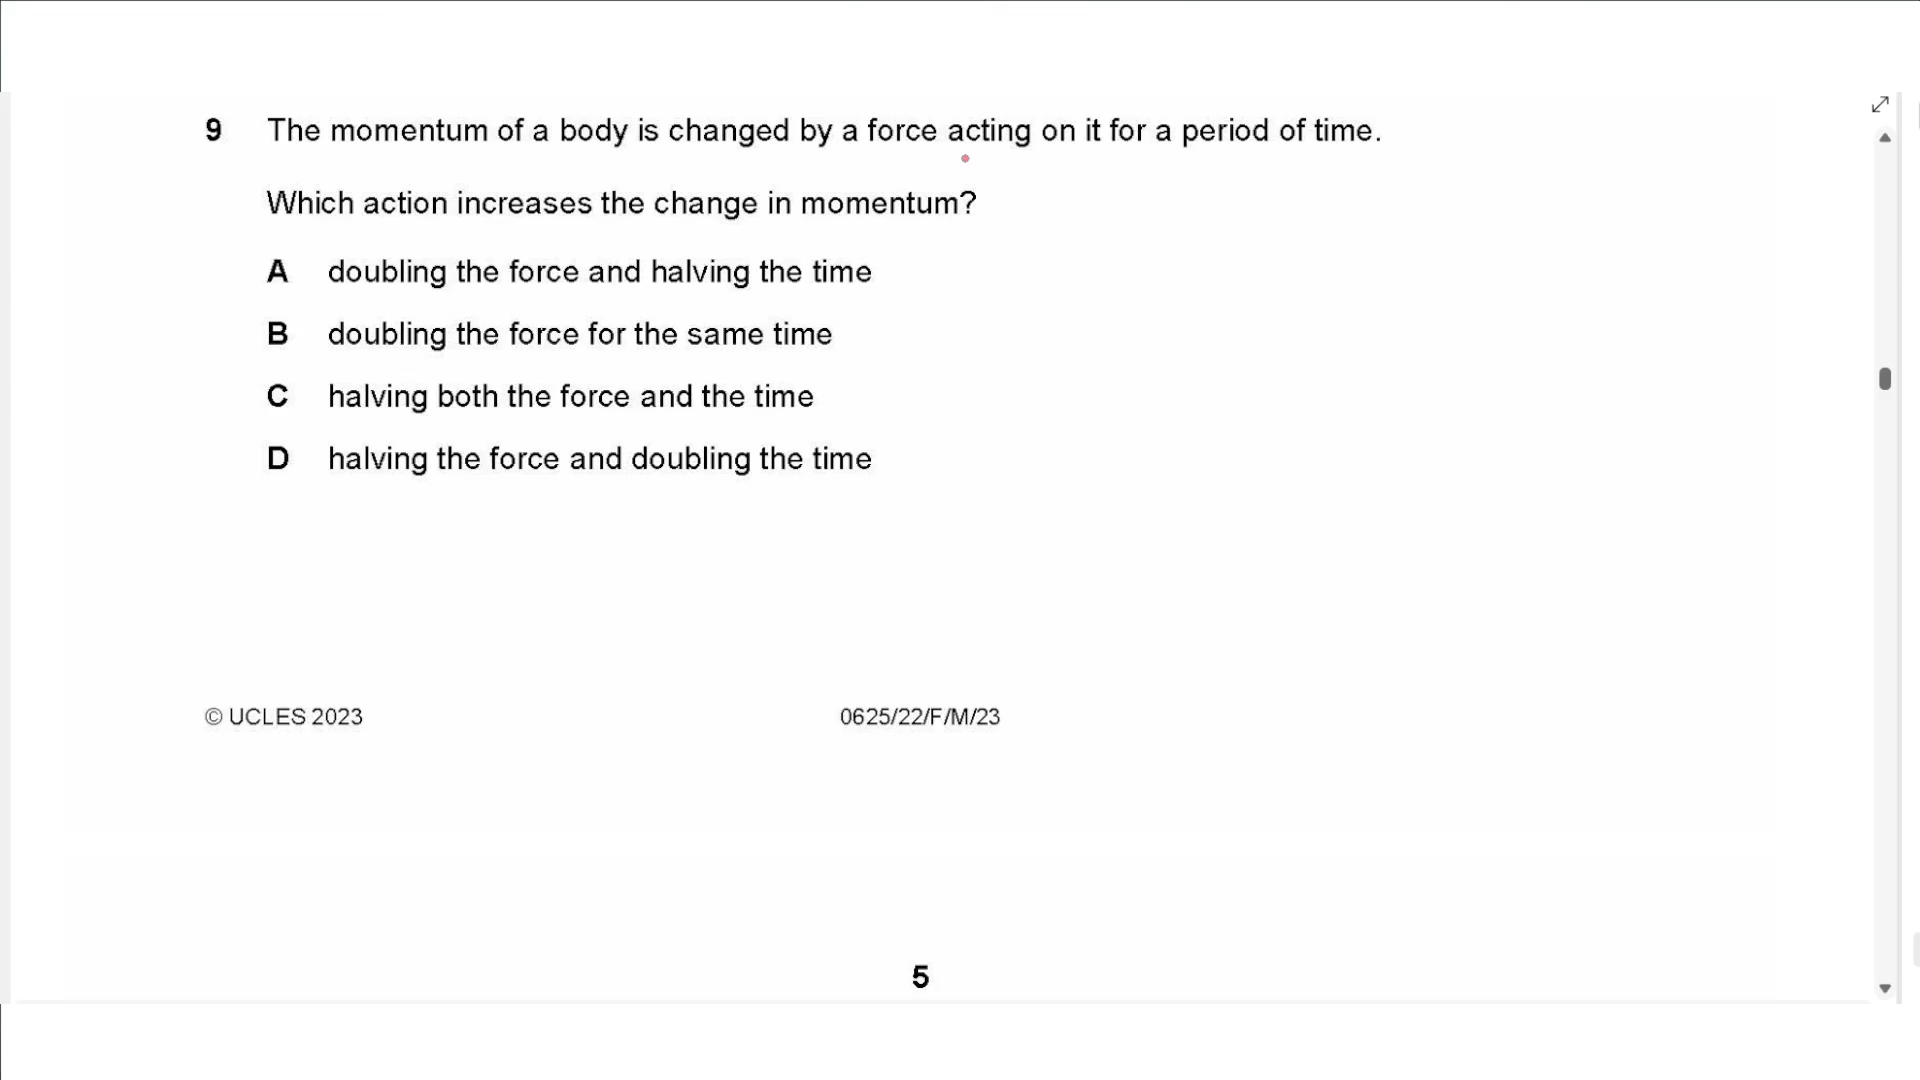 9 The momentum of a body is changed by a force acting on it for a period of time.
Which action increases the change in momentum?
A doubling the force and halving the time
B doubling the force for the same time
C halving both the force and the time
D halving the force and doubling the time
© UCLES 2023 0625/22/F/M/23
5